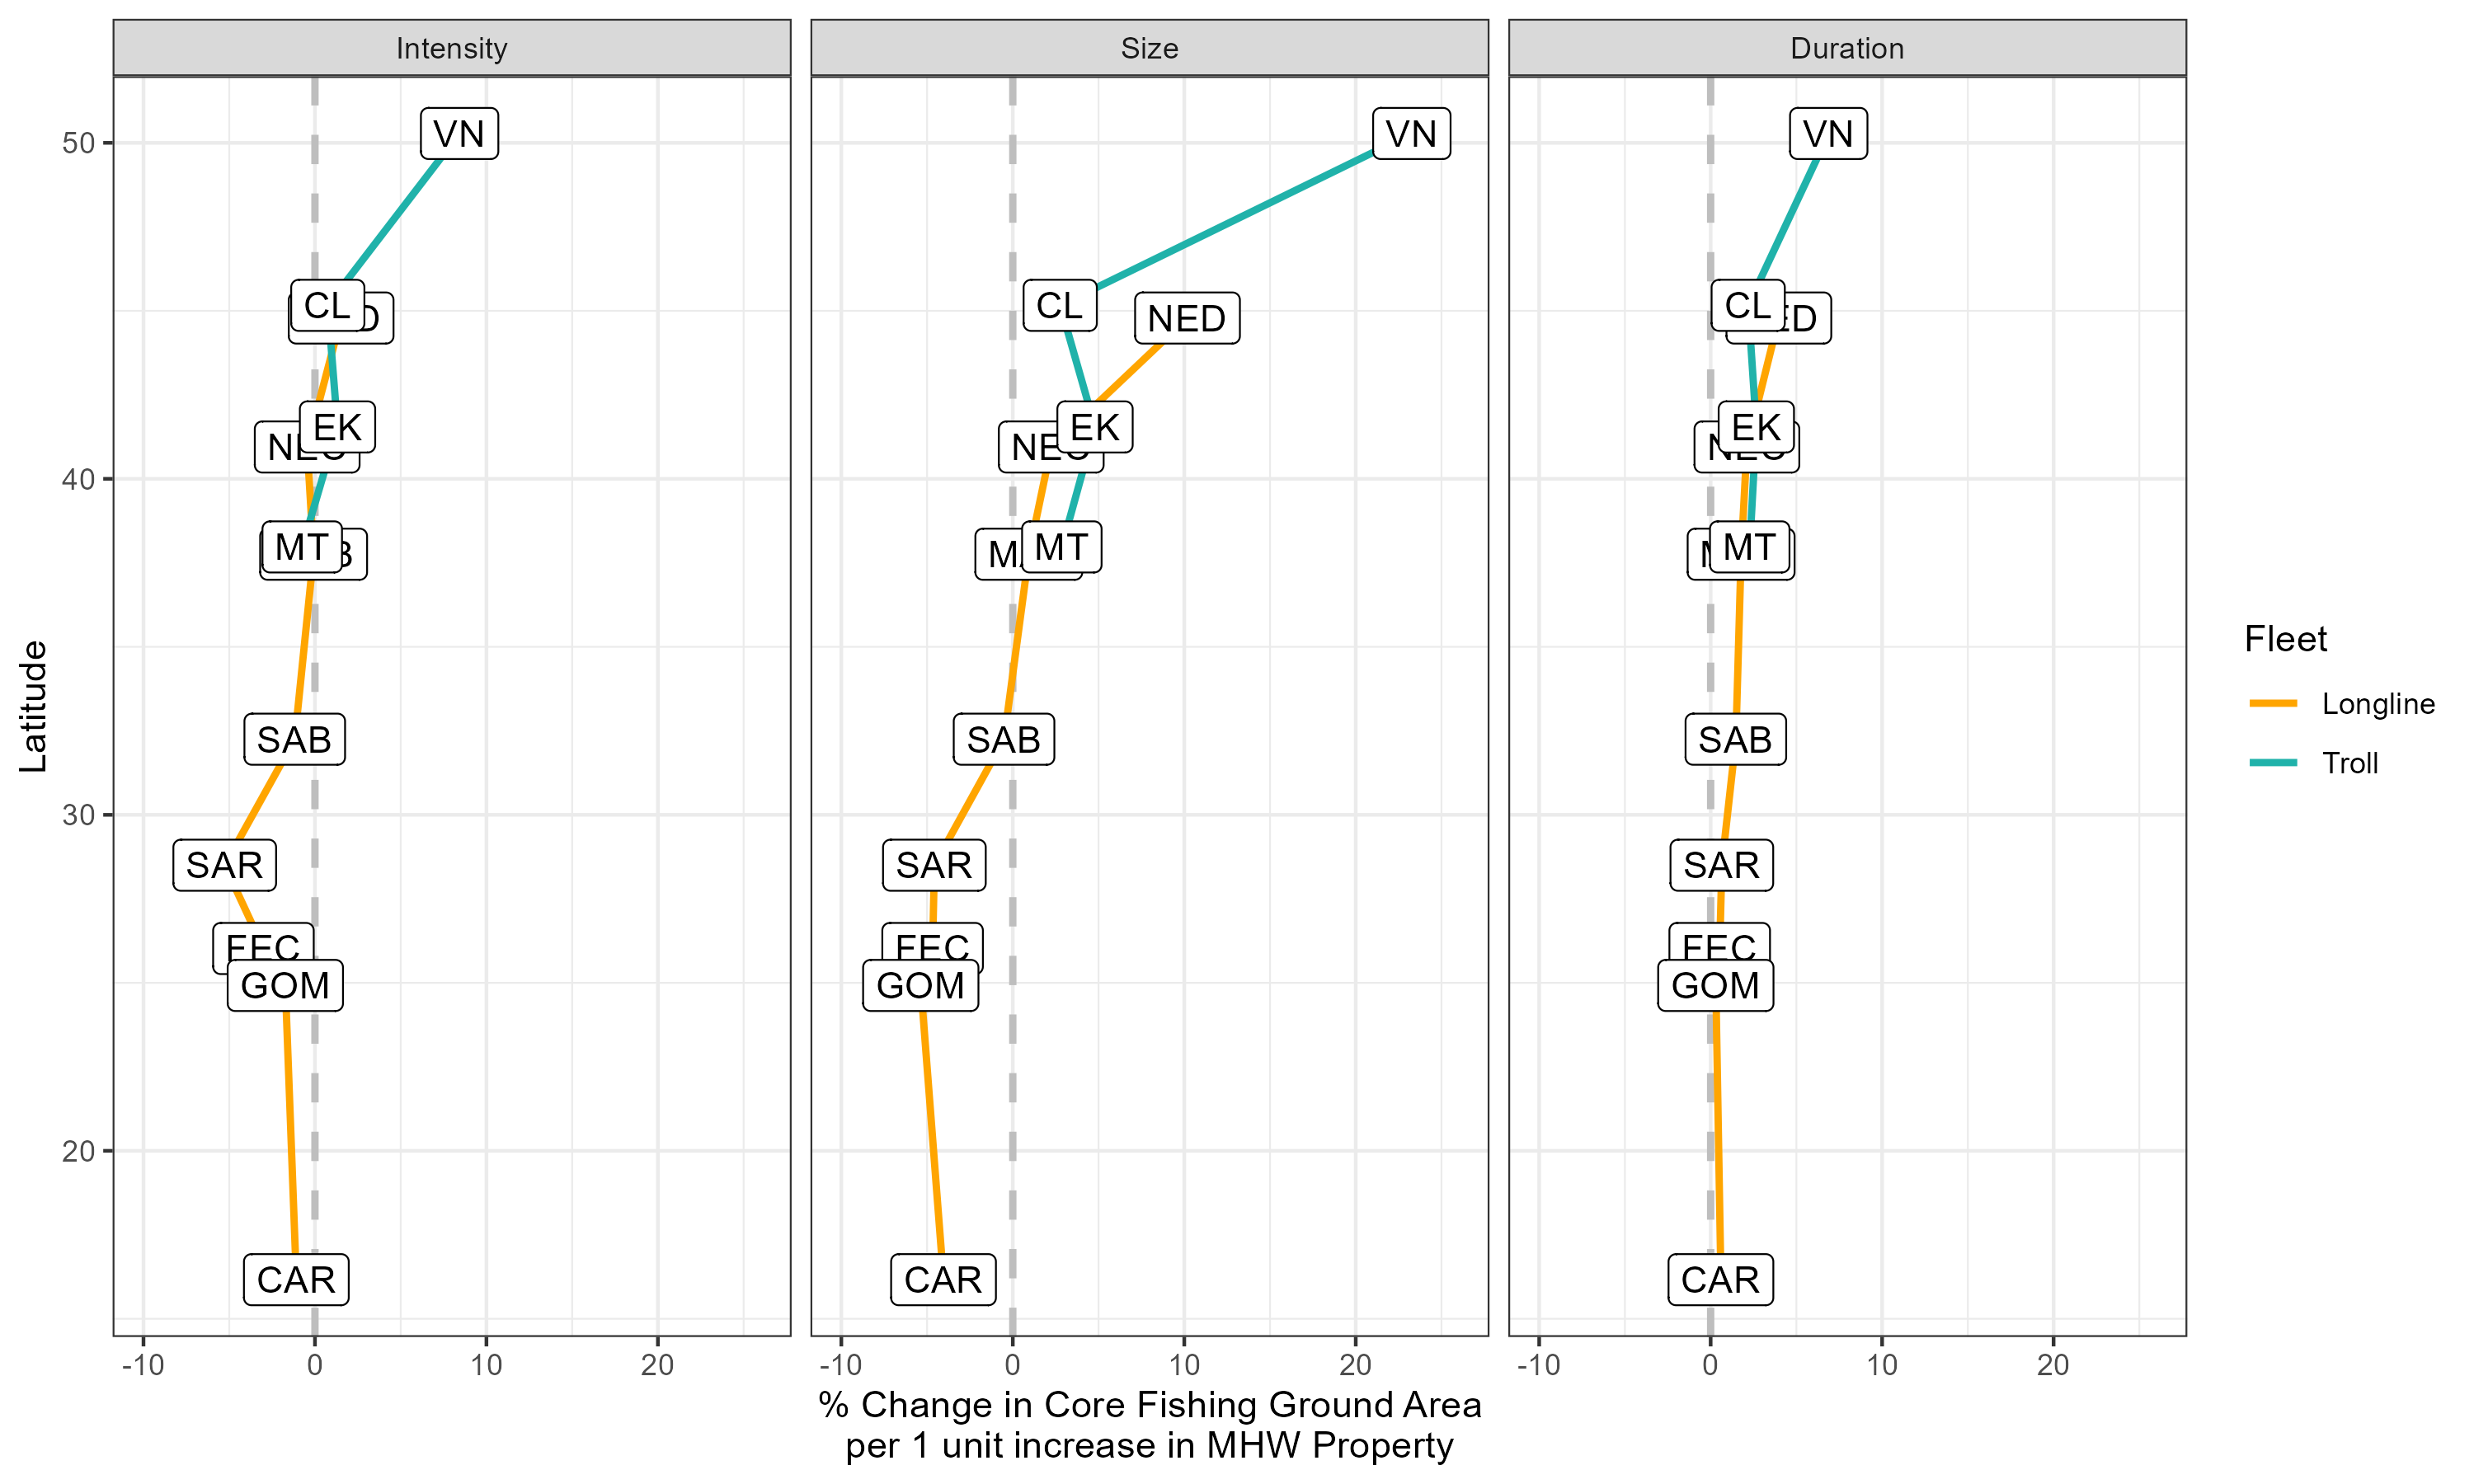 Intensity
Size
Duration
Latitude
50
40
30
20
VN
CL
EK
MT
SAB
SAR
FEC
GOM
CAR
VN
CL
NED
EK
MT
SAB
SAR
FEC
GOM
CAR
VN
CL
EK
MT
SAB
SAR
FEC
GOM
CAR
-10 0 10 20
-10 0 10 20
-10 0 10 20
% Change in Core Fishing Ground Area
per 1 unit increase in MHW Property
Fleet
Longline
Troll